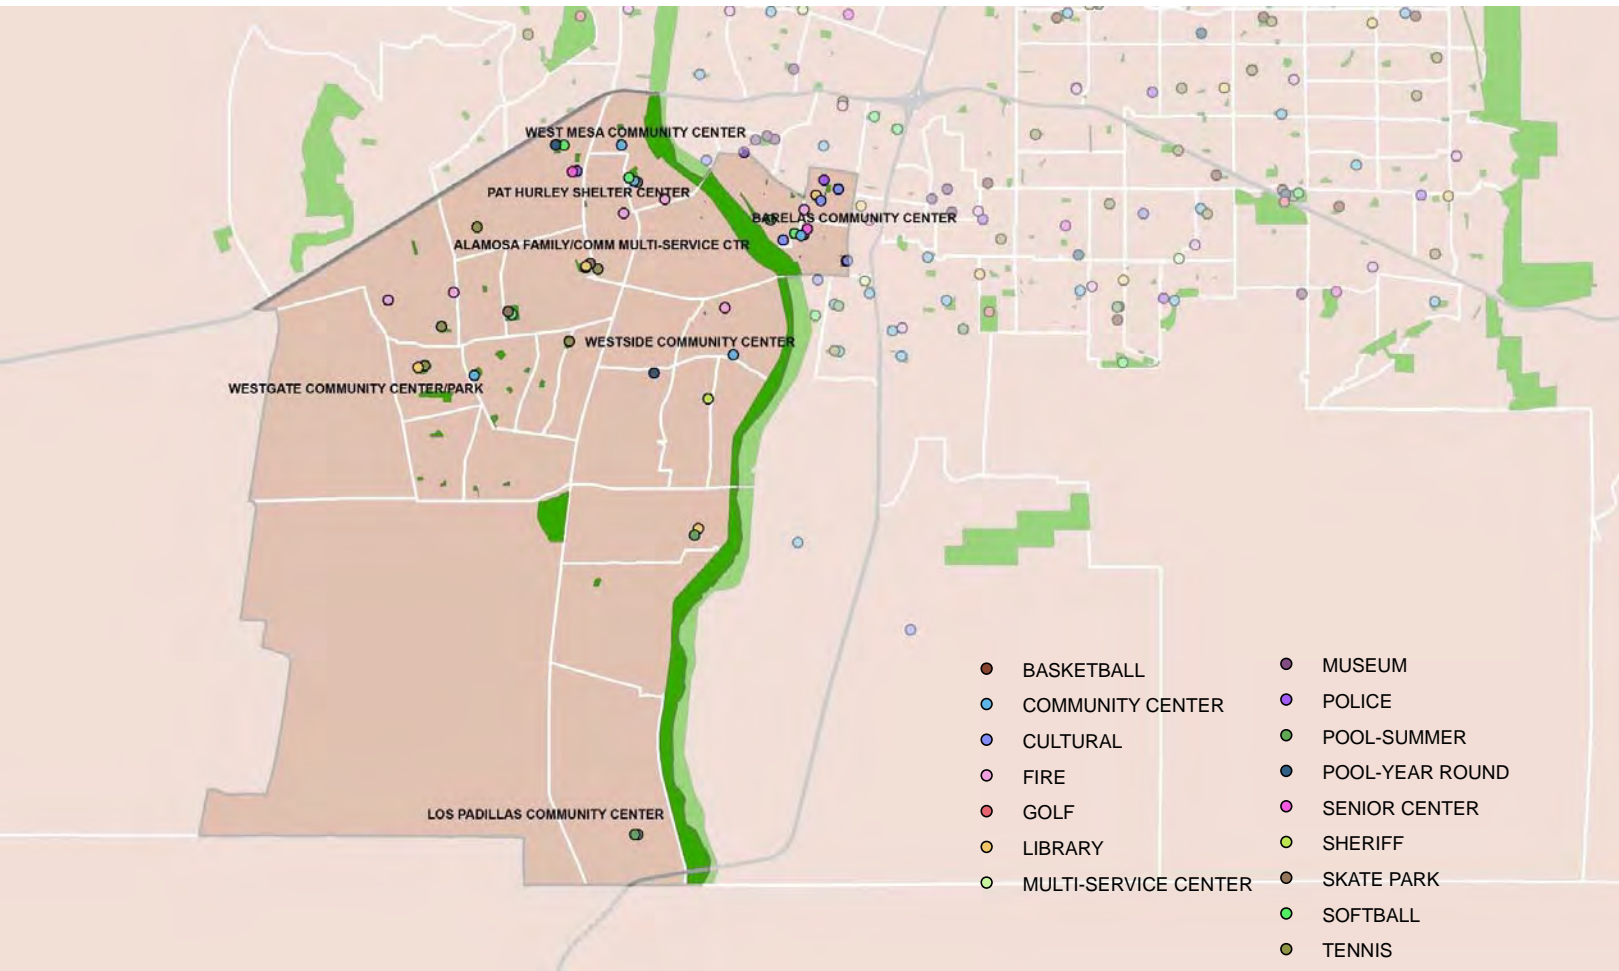 WEST MESA COMMUNITY CENTER
PAT HURLEY SHELTER CENTER
BARELAS COMMUNITY CENTER
ALAMOSA FAMILY/COMM MULTI-SERVICE CTR
WESTSIDE COMMUNITY CENTER
WESTGATE COMMUNITY CENTER/PARK
LOS PADILLAS COMMUNITY CENTER
BASKETBALL
COMMUNITY CENTER
CULTURAL
FIRE
GOLF
LIBRARY
MULTI-SERVICE CENTER
MUSEUM
POLICE
POOL-SUMMER
POOL-YEAR ROUND
SENIOR CENTER
SHERIFF
SKATE PARK
SOFTBALL
TENNIS